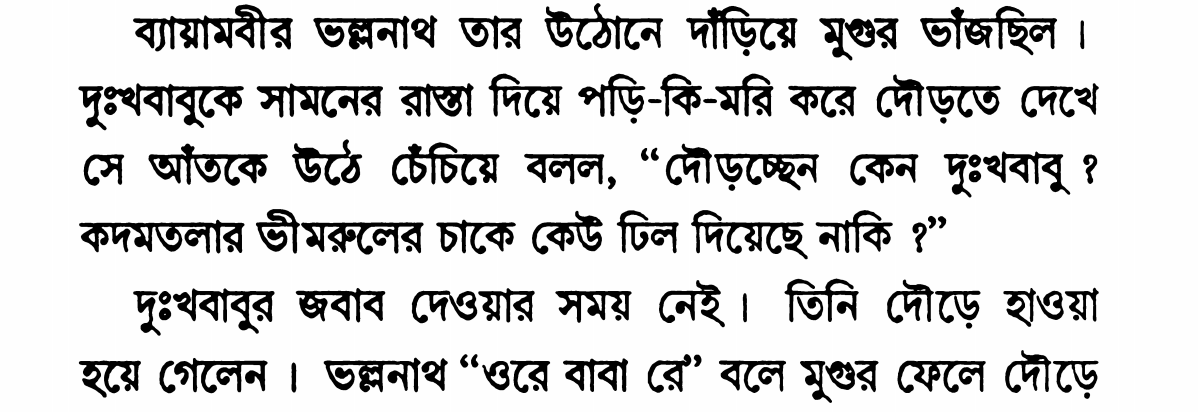 ব্যায়ামবীর ভল্লনাথ তার উঠোনে দাঁড়িয়ে মুগুর ভাঁজছিল ।
দুঃখবাবুকে সামনের রাস্তা দিয়ে পড়ি-কি-মরি করে দৌড়তে দেখে
সে আঁতকে উঠে চেঁচিয়ে বলল, “দৌড়চ্ছেন কেন দুঃখবাবু ?
কদমতলার ভীমরুলের চাকে কেউ ঢিল দিয়েছে নাকি ?”
দুঃখবাবুর জবাব দেওয়ার সময় নেই । তিনি দৌড়ে হাওয়া
হয়ে গেলেন । ভল্লনাথ “ওরে বাবা রে” বলে মুগুর ফেলে দৌড়ে